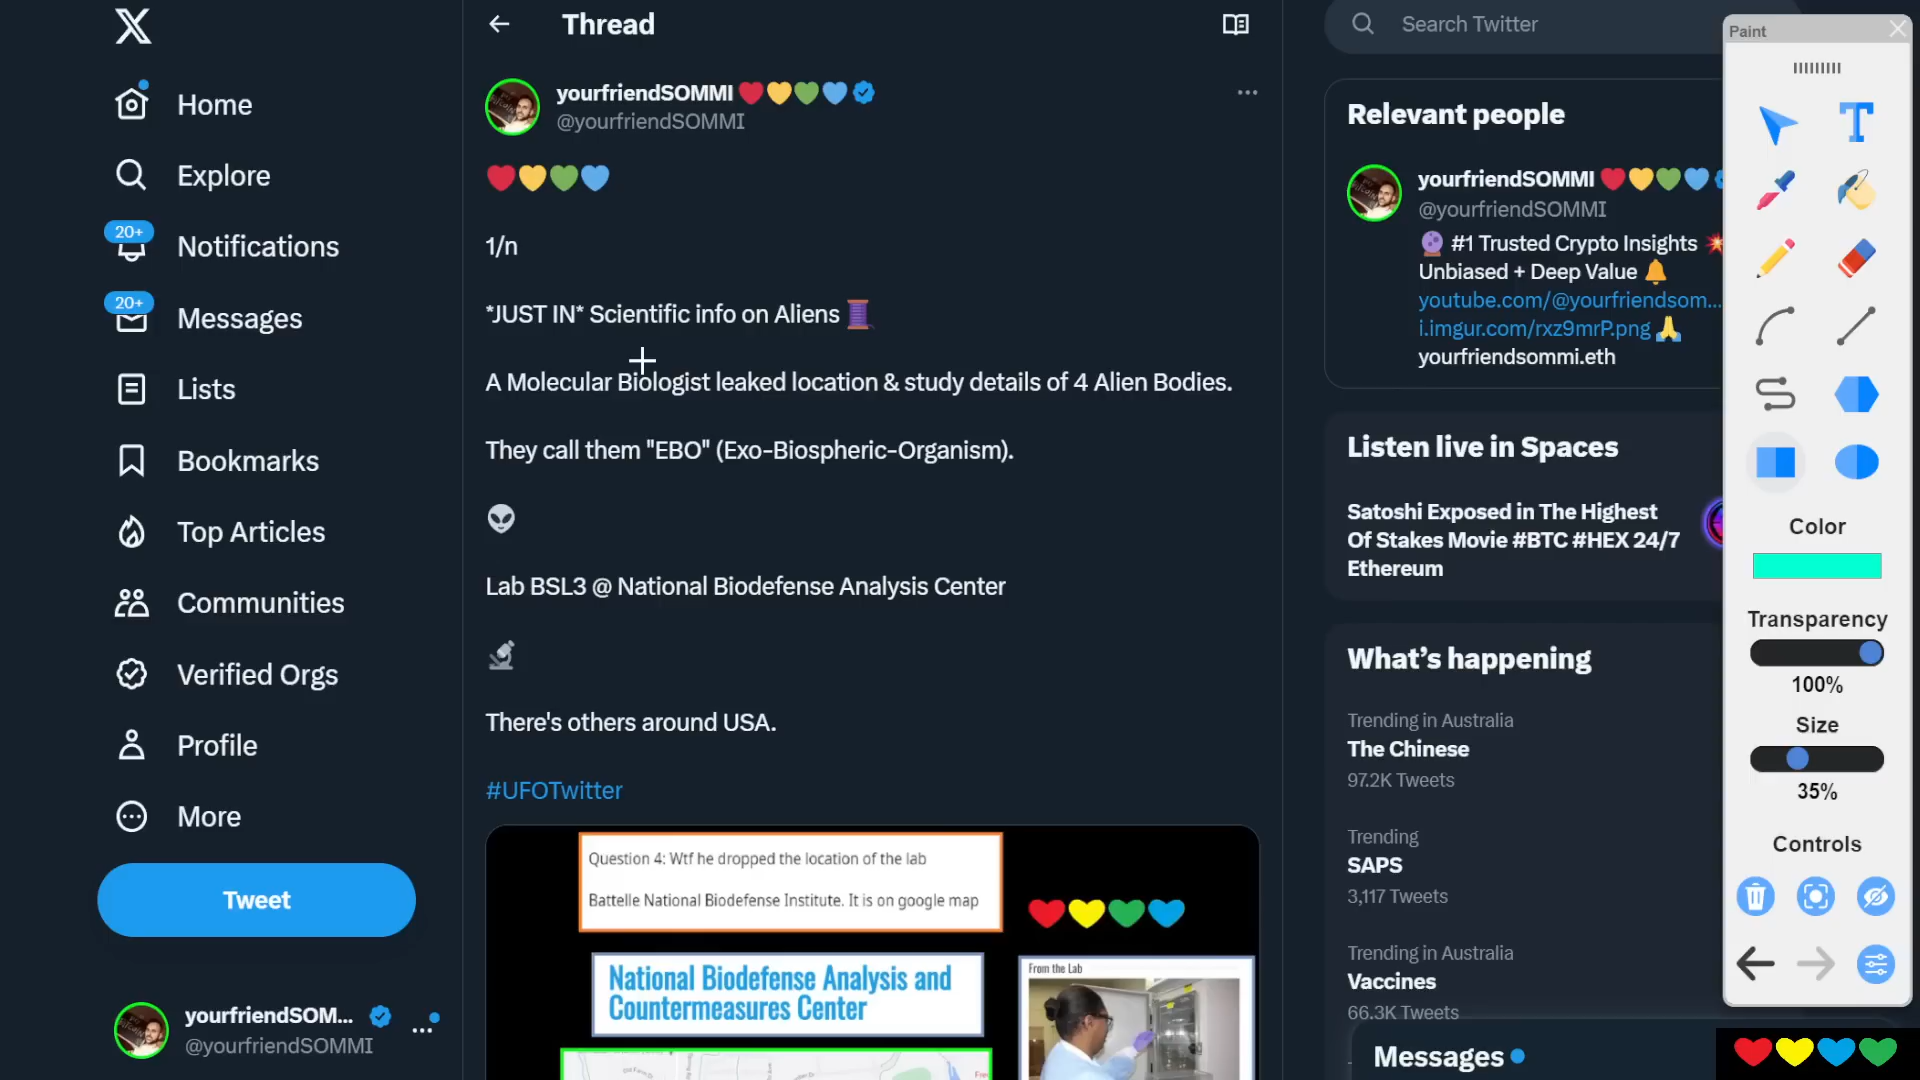 Home
Explore
20+
Notifications
20+
Messages
Lists
Bookmarks
Top Articles
Communities
Verified Orgs
Profile
More
Tweet
yourfriendSOM...
@yourfriendSOMMI
Thread
yourfriendSOMMI
@yourfriendSOMMI
1/n
*JUST IN* Scientific info on Aliens
A Molecular Biologist leaked location & study details of 4 Alien Bodies.
They call them "EBO" (Exo-Biospheric-Organism).
Lab BSL3 @ National Biodefense Analysis Center
There's others around USA.
#UFOTwitter
Question 4: Wtf he dropped the location of the lab
Battelle National Biodefense Institute. It is on google map
National Biodefense Analysis and
Countermeasures Center
From the Lab
Search Twitter
Relevant people
yourfriendSOMMI
@yourfriendSOMMI
#1 Trusted Crypto Insights
Unbiased + Deep Value
youtube.com/@yourfriendsom...
i.imgur.com/rxz9mrP.png
yourfriendsommi.eth
Listen live in Spaces
Satoshi Exposed in The Highest
Of Stakes Movie #BTC #HEX 24/7
Ethereum
What's happening
Trending in Australia
The Chinese
97.2K Tweets
Trending
SAPS
3,117 Tweets
Trending in Australia
Vaccines
66.3K Tweets
Messages
Paint
Color
Transparency
100%
Size
35%
Controls